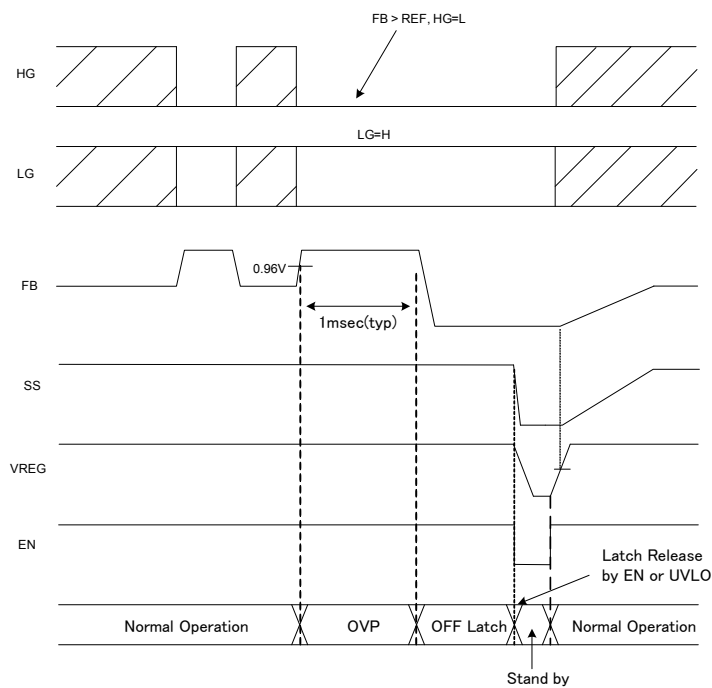 FB > REF, HG=L
HG
LG=H
LG
0.96V
FB
1msec(typ)
SS
VREG
EN
Latch Release
by EN or UVLO
Normal Operation
OVP
OFF Latch
Normal Operation
Stand by